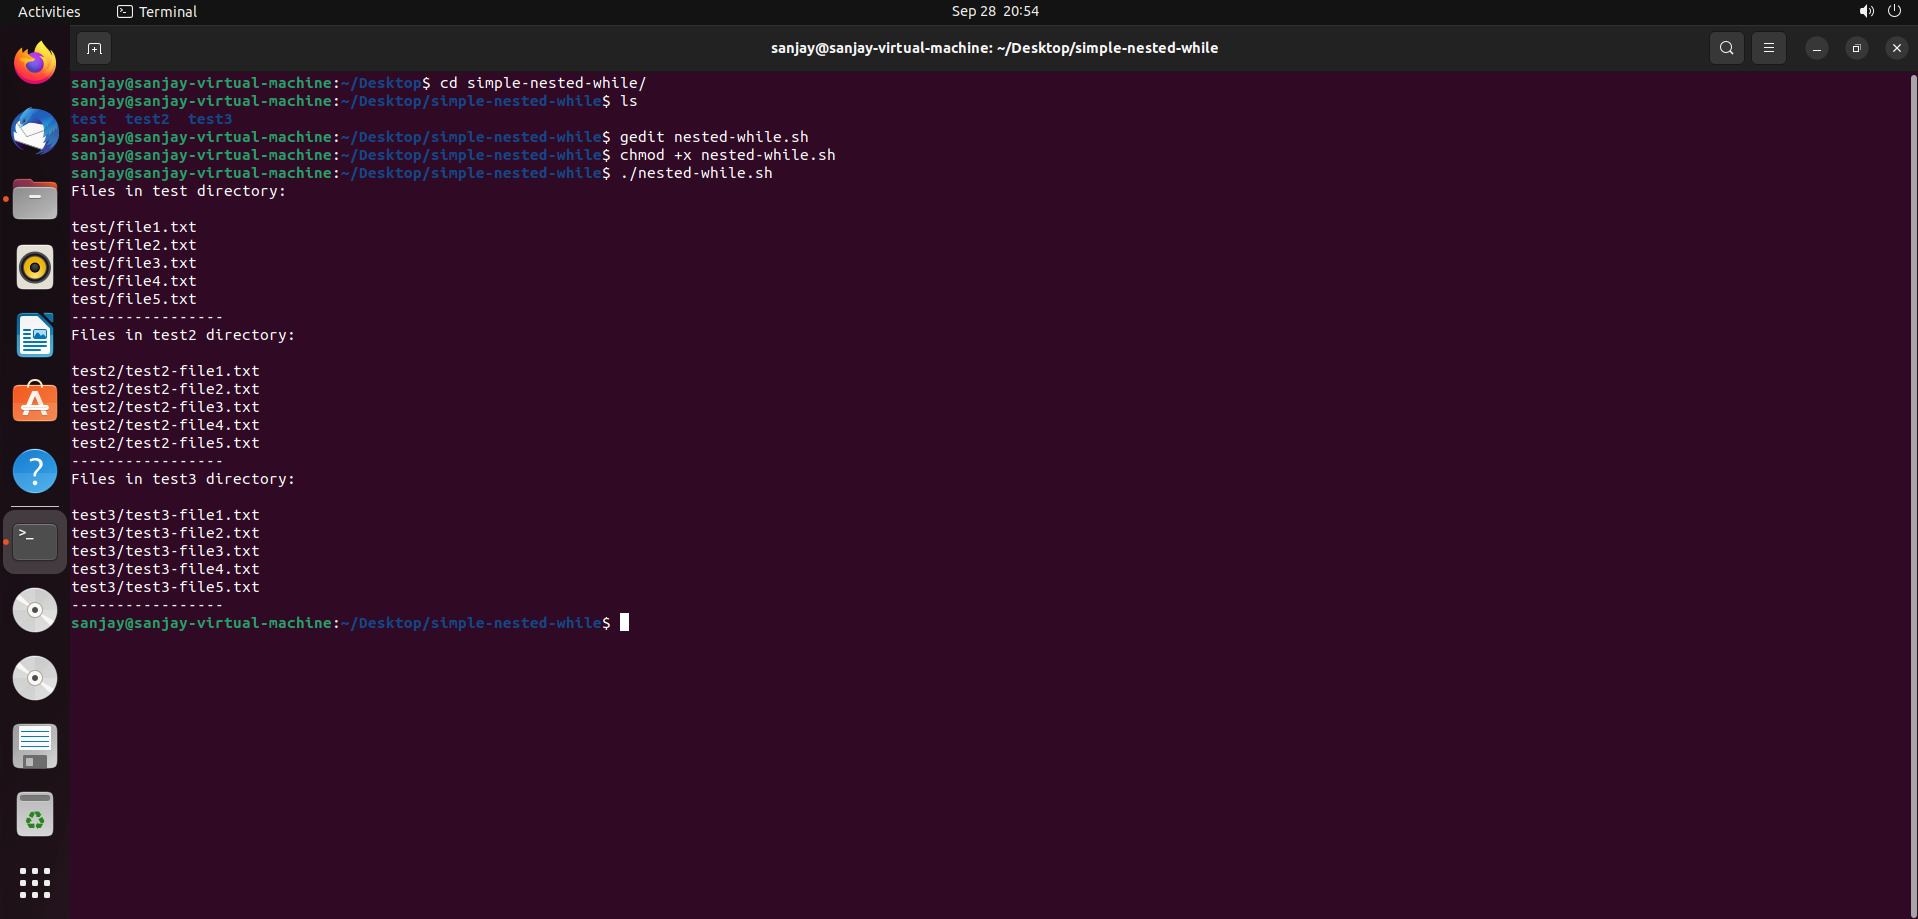 Activities Terminal Sep 28 20:54
sanjay@sanjay-virtual-machine: ~/Desktop/simple-nested-while
sanjay@sanjay-virtual-machine:~/Desktop$ cd simple-nested-while/
sanjay@sanjay-virtual-machine:~/Desktop/simple-nested-while$ ls
test  test2  test3
sanjay@sanjay-virtual-machine:~/Desktop/simple-nested-while$ gedit nested-while.sh
sanjay@sanjay-virtual-machine:~/Desktop/simple-nested-while$ chmod +x nested-while.sh
sanjay@sanjay-virtual-machine:~/Desktop/simple-nested-while$ ./nested-while.sh
Files in test directory:
test/file1.txt
test/file2.txt
test/file3.txt
test/file4.txt
test/file5.txt
-----------------
Files in test2 directory:
test2/test2-file1.txt
test2/test2-file2.txt
test2/test2-file3.txt
test2/test2-file4.txt
test2/test2-file5.txt
-----------------
Files in test3 directory:
test3/test3-file1.txt
test3/test3-file2.txt
test3/test3-file3.txt
test3/test3-file4.txt
test3/test3-file5.txt
-----------------
sanjay@sanjay-virtual-machine:~/Desktop/simple-nested-while$